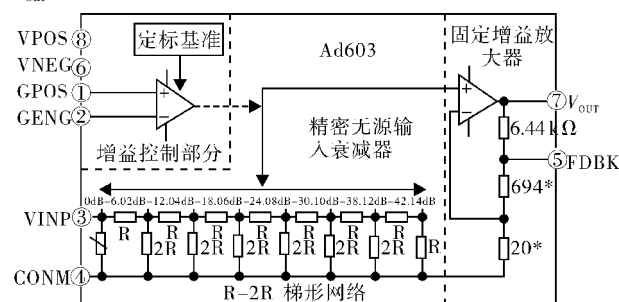 out
VPOS⑧
定标基准
Ad603
固定增益放
大器
VNEG⑥
GPOS①
GENG②
+
−
+
−
⑦VOUT
6.44kΩ
⑤FDBK
增益控制部分
精密无源输
入衰减器
694*
0dB-6.02dB-12.04dB-18.06dB-24.08dB-30.10dB-38.12dB-42.14dB
VINP③
R R R R R R R
2R 2R 2R 2R 2R 2R R
20*
CONM④
R-2R 梯形网络